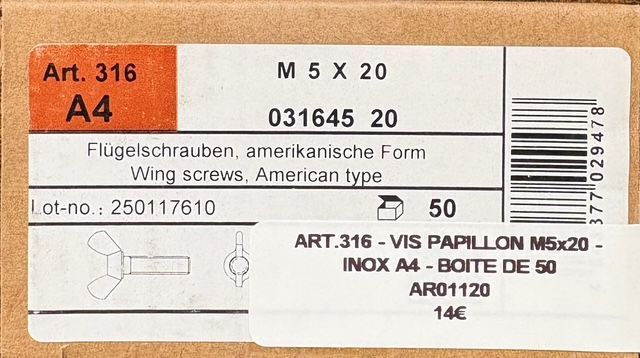 Art. 316
A4
M 5 X 20
031645 20
Flügelschrauben, amerikanische Form
Wing screws, American type
Lot-no.: 250117610
50
377029478
ART.316 - VIS PAPILLON M5x20 -
INOX A4 - BOITE DE 50
AR01120
14€